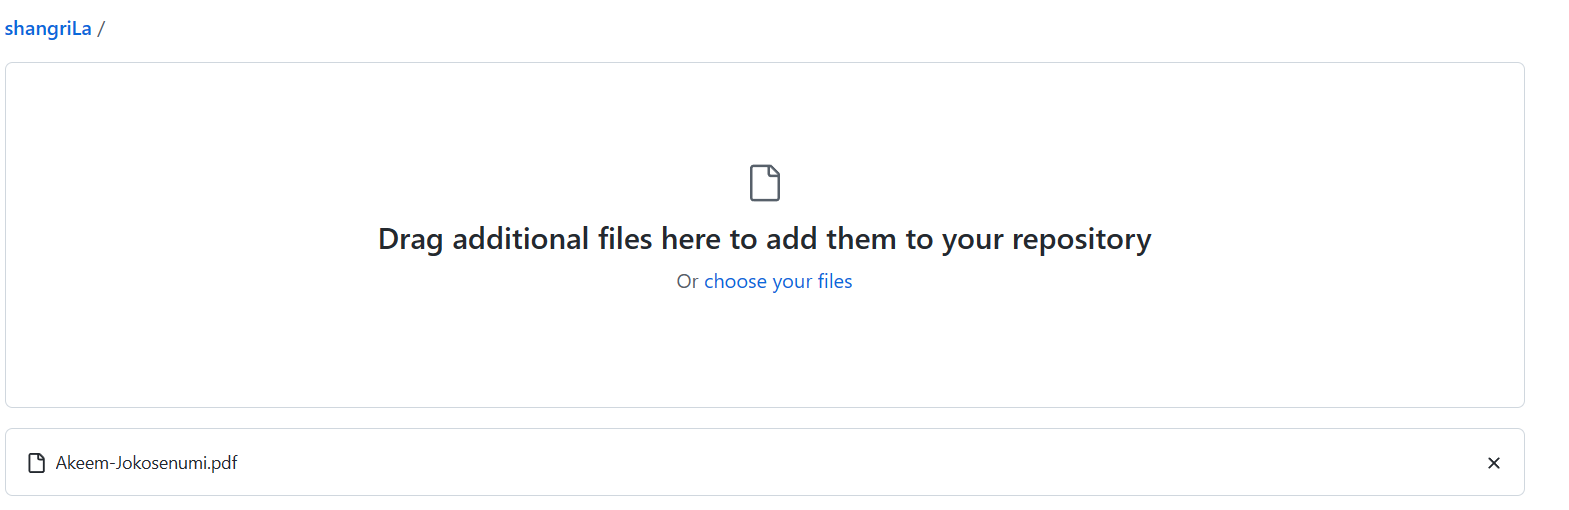 shangriLa /
Drag additional files here to add them to your repository
Or choose your files
Akeem-Jokosenumi.pdf